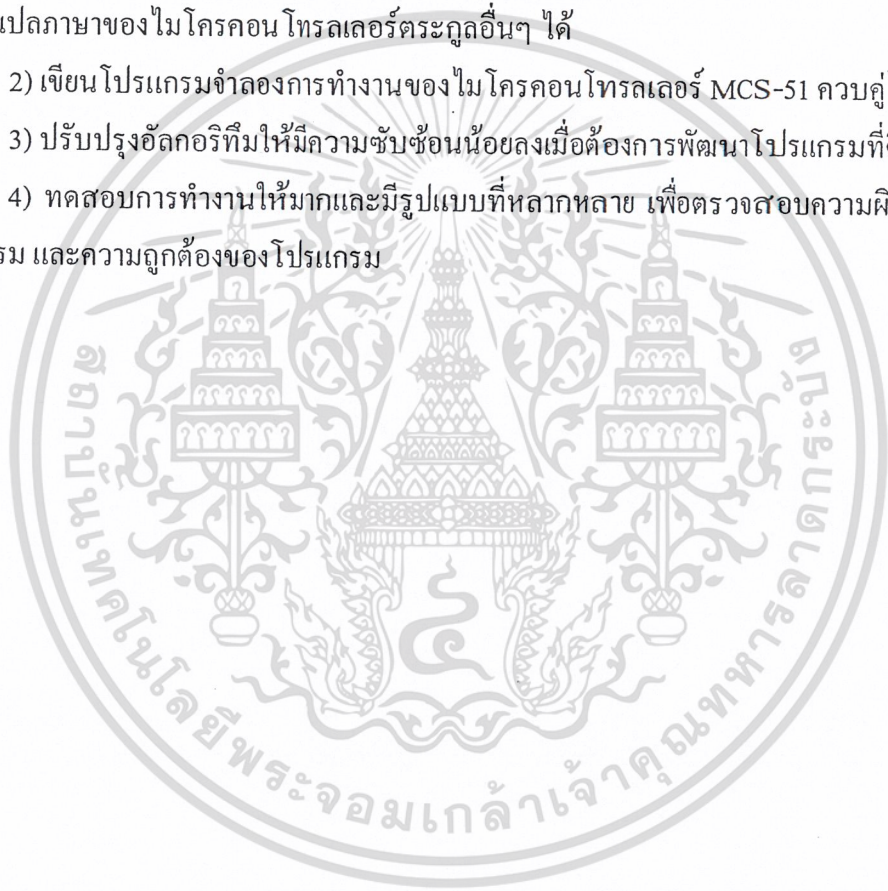 แปลภาษาของไมโครคอนโทรลเลอร์ตระกูลอื่นๆ ได้
2) เขียนโปรแกรมจำลองการทำงานของไมโครคอนโทรลเลอร์ MCS-51 ควบคู่
3) ปรับปรุงอัลกอริทึมให้มีความซับซ้อนน้อยลงเมื่อต้องการพัฒนาโปรแกรมที่
4) ทดสอบการทำงานให้มากและมีรูปแบบที่หลากหลาย เพื่อตรวจสอบความผิ
รม และความถูกต้องของโปรแกรม
สถาบันเทคโนโลยีพระจอมเกล้าเจ้าคุณทหารลาดกระบัง